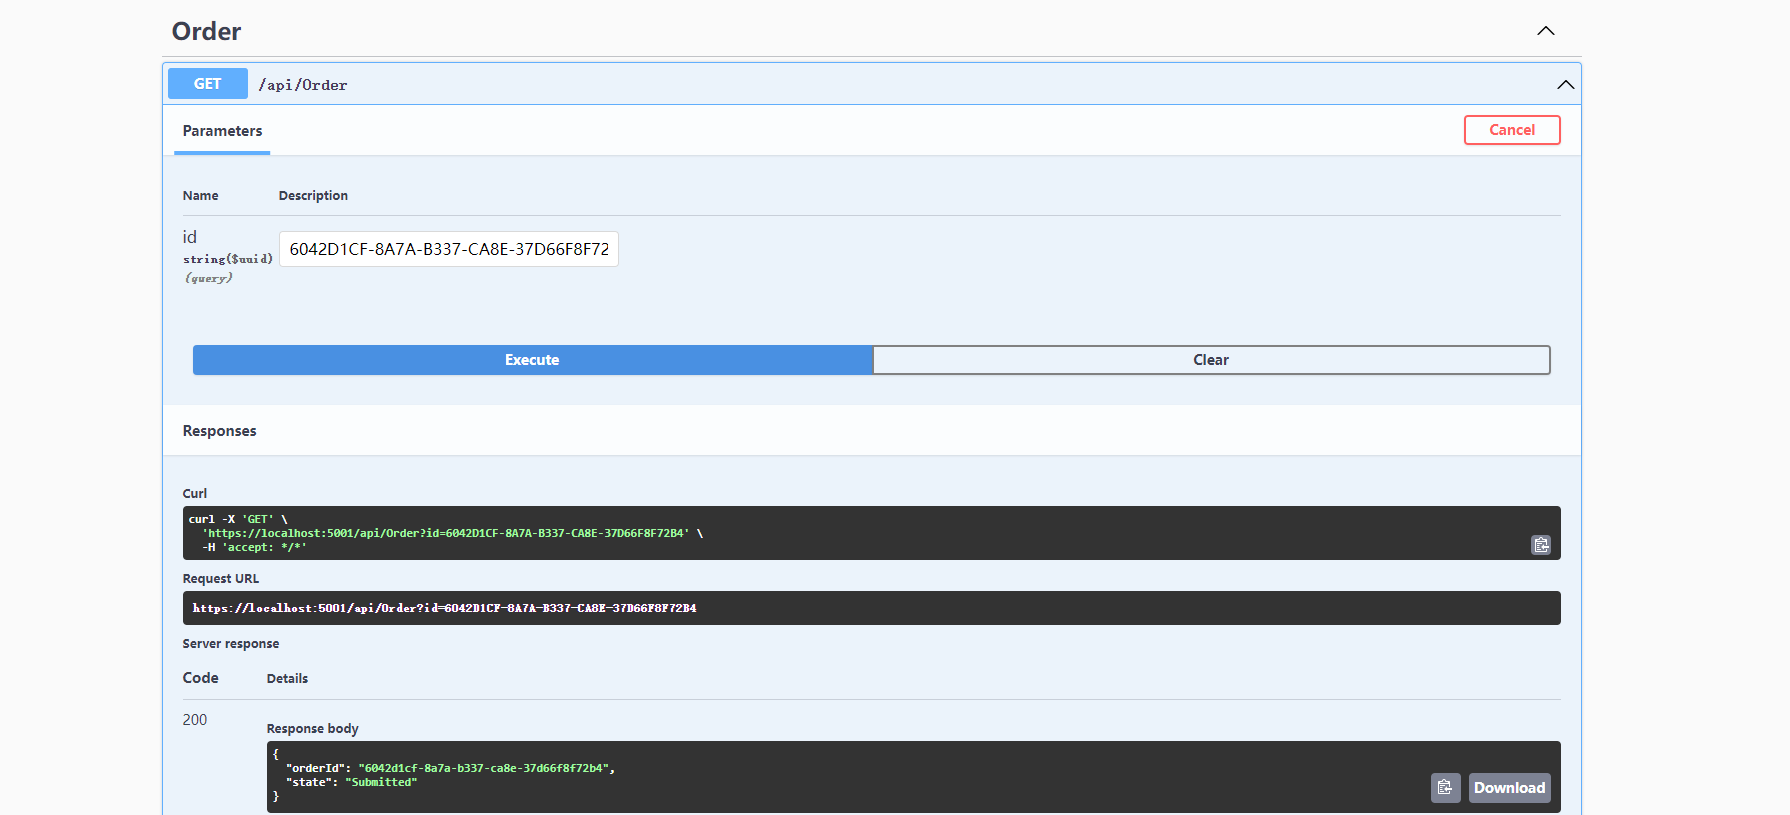 Order
GET /api/Order
Parameters Cancel
Name Description
id
string($uuid)
(query)
6042D1CF-8A7A-B337-CA8E-37D66F8F72
Execute Clear
Responses
Curl
curl -X 'GET' \
'https://localhost:5001/api/Order?id=6042D1CF-8A7A-B337-CA8E-37D66F8F72B4' \
-H 'accept: */*'
Request URL
https://localhost:5001/api/Order?id=6042D1CF-8A7A-B337-CA8E-37D66F8F72B4
Server response
Code Details
200
Response body
{
"orderId": "6042d1cf-8a7a-b337-ca8e-37d66f8f72b4",
"state": "Submitted"
}
Download